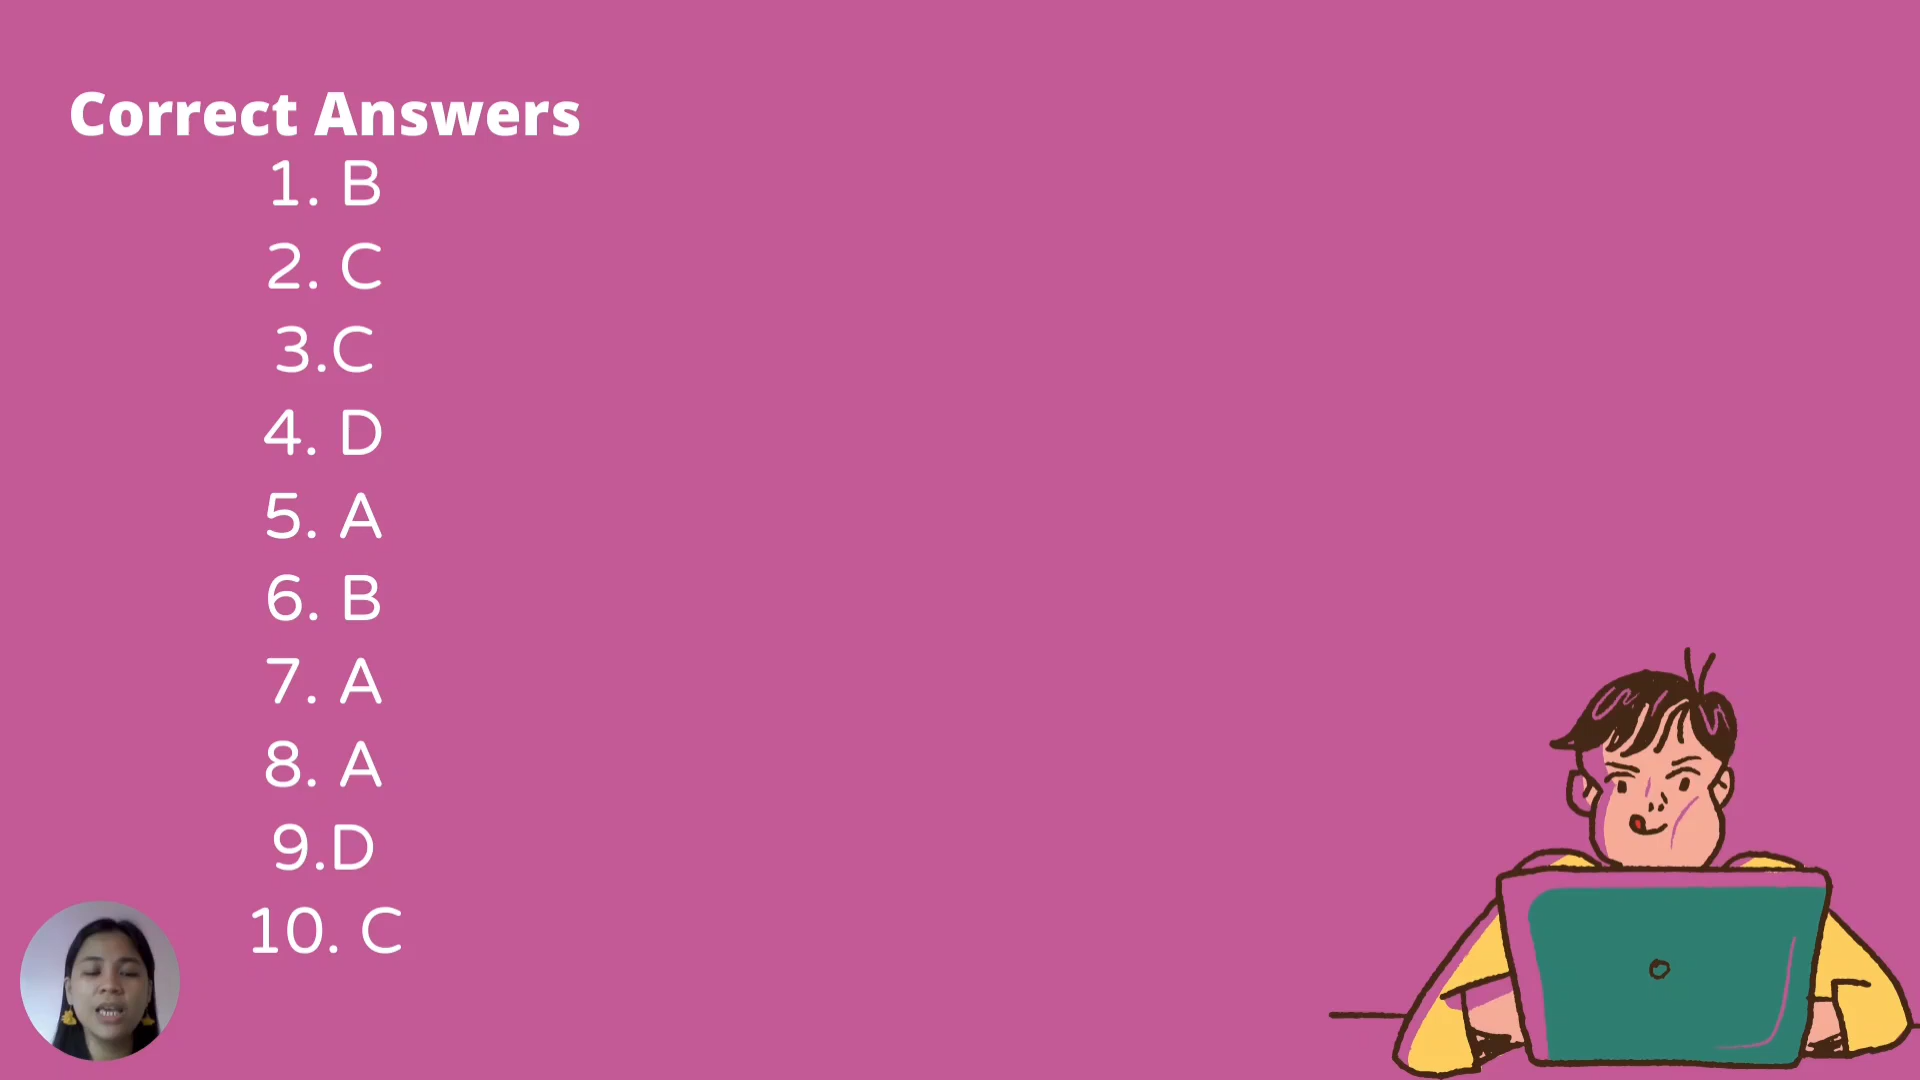 Correct Answers
1. B
2. C
3.C
4. D
5. A
6. B
7. A
8. A
9.D
10. C